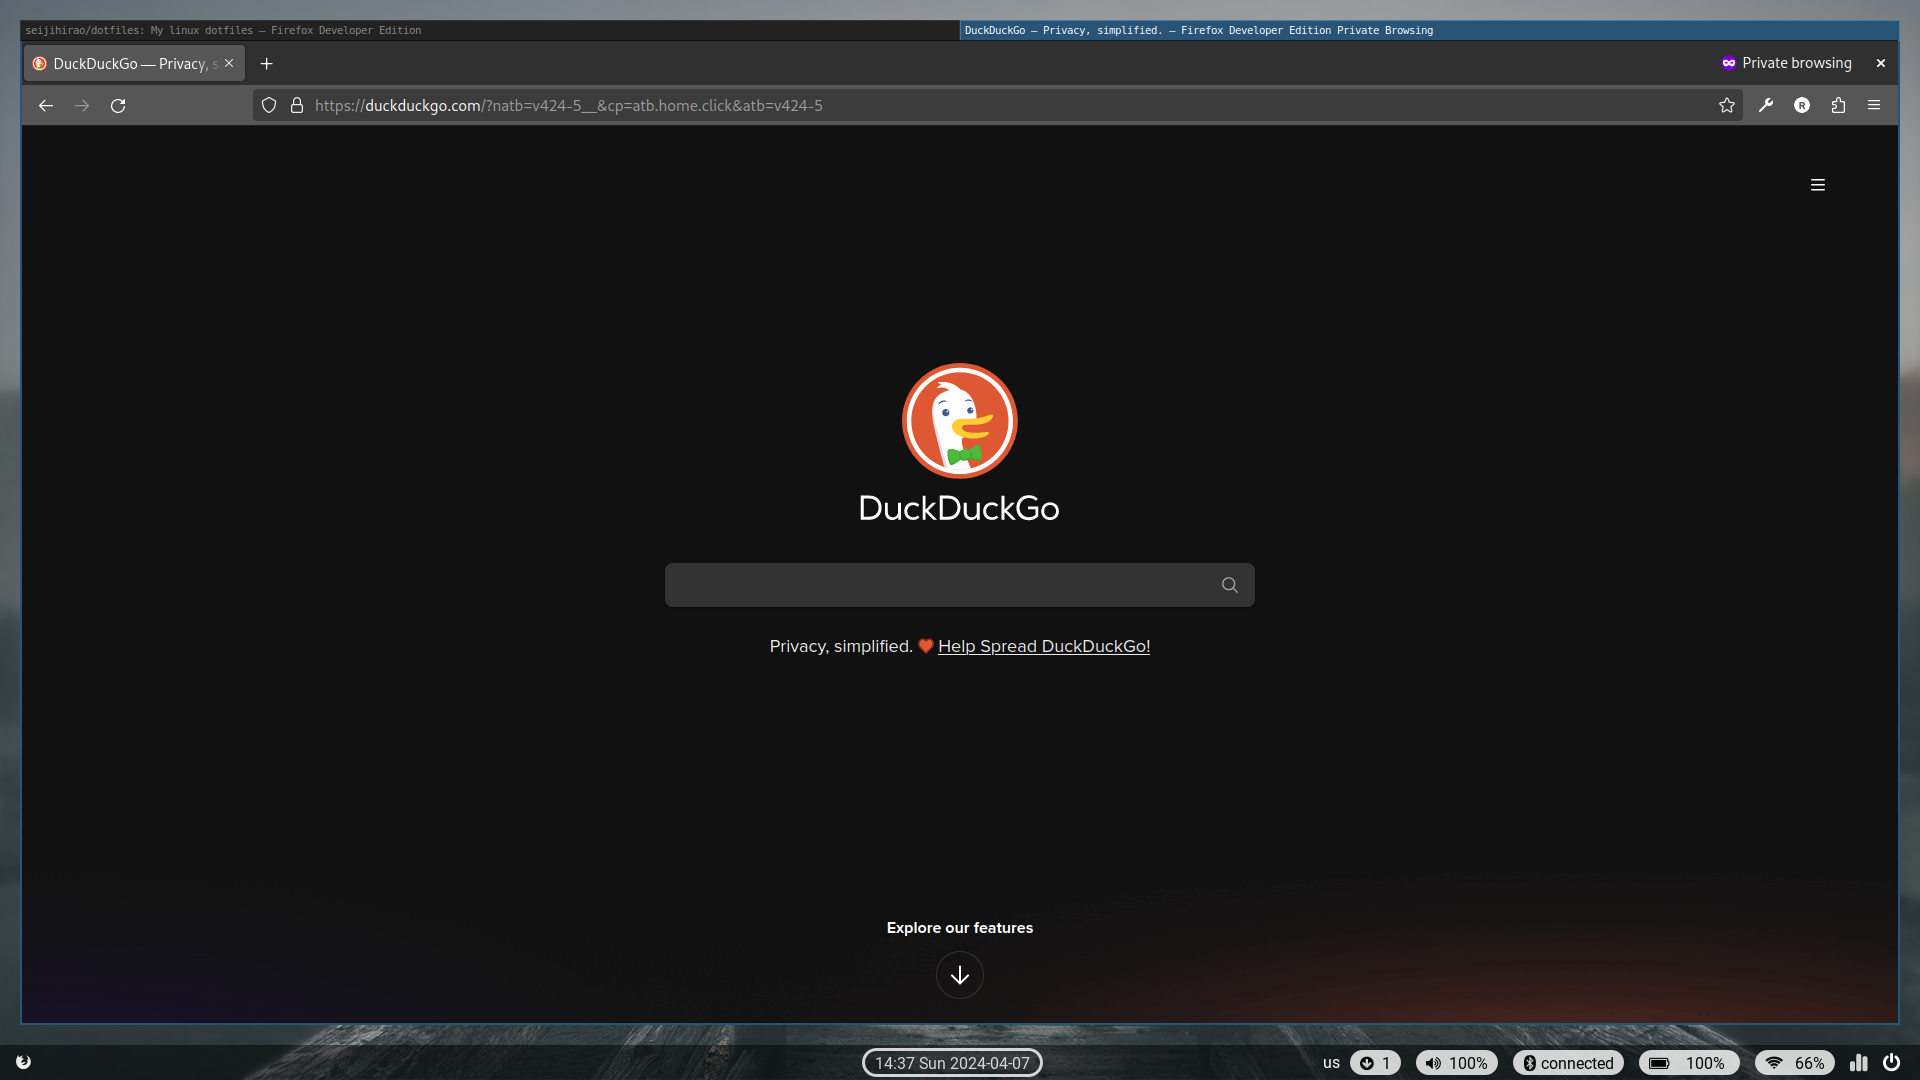 seijihirao/dotfiles: My linux dotfiles — Firefox Developer Edition
DuckDuckGo — Privacy, simplified. — Firefox Developer Edition Private Browsing
DuckDuckGo — Privacy, s
Private browsing
https://duckduckgo.com/?natb=v424-5__&cp=atb.home.click&atb=v424-5
R
DuckDuckGo
Privacy, simplified. Help Spread DuckDuckGo!
Explore our features
14:37 Sun 2024-04-07
us 1 100% connected 100% 66%